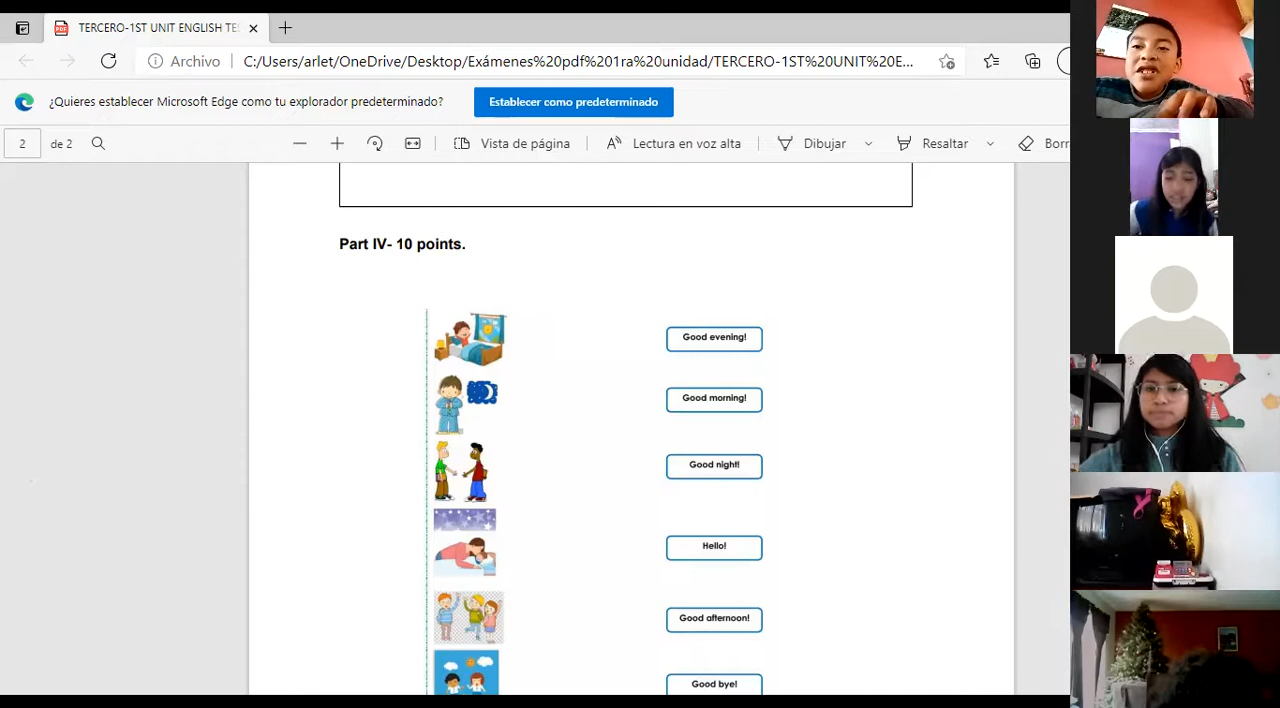 TERCERO-1ST UNIT ENGLISH TES
Archivo
C:/Users/arlet/OneDrive/Desktop/Exámenes%20pdf%201ra%20unidad/TERCERO-1ST%20UNIT%20E...
¿Quieres establecer Microsoft Edge como tu explorador predeterminado?
Establecer como predeterminado
2 de 2
Vista de página
Lectura en voz alta
Dibujar
Resaltar
Borr
Part IV- 10 points.
Good evening!
Good morning!
Good night!
Hello!
Good afternoon!
Good bye!